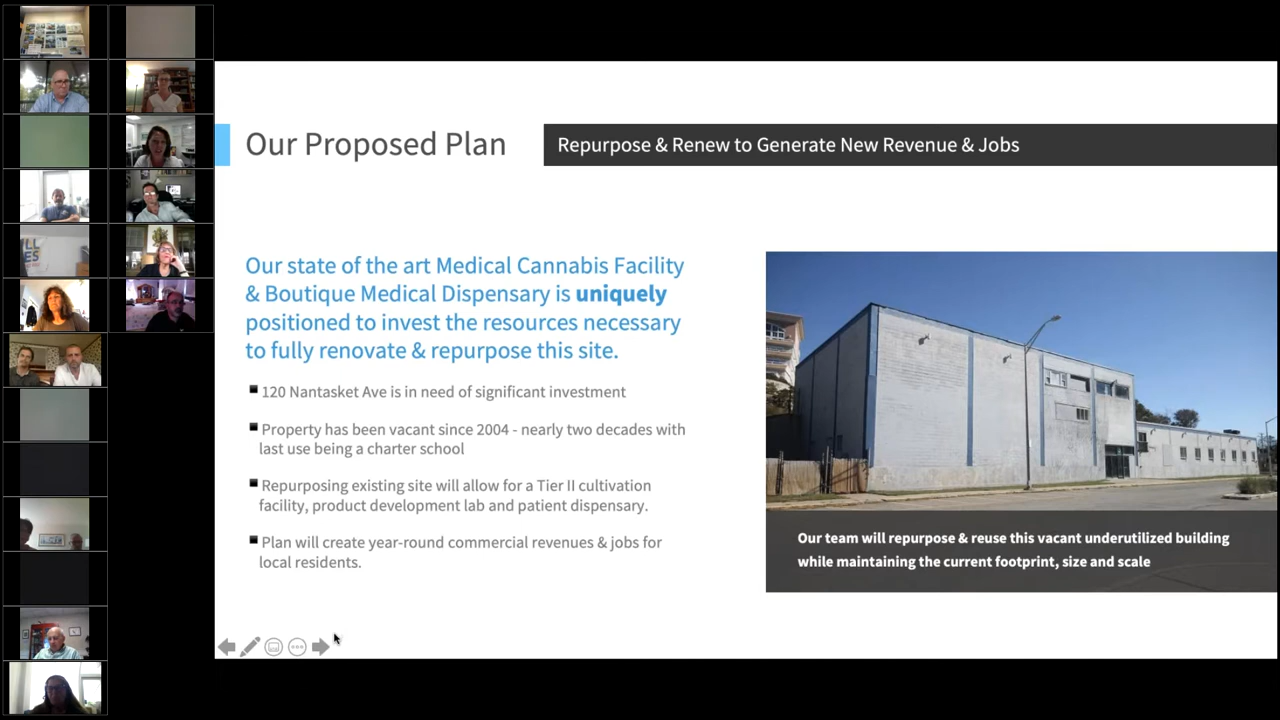 Our Proposed Plan
Repurpose & Renew to Generate New Revenue & Jobs
Our state of the art Medical Cannabis Facility
& Boutique Medical Dispensary is uniquely
positioned to invest the resources necessary
to fully renovate & repurpose this site.
120 Nantasket Ave is in need of significant investment
Property has been vacant since 2004 - nearly two decades with
last use being a charter school
Repurposing existing site will allow for a Tier II cultivation
facility, product development lab and patient dispensary.
Plan will create year-round commercial revenues & jobs for
local residents.
Our team will repurpose & reuse this vacant underutilized building
while maintaining the current footprint, size and scale